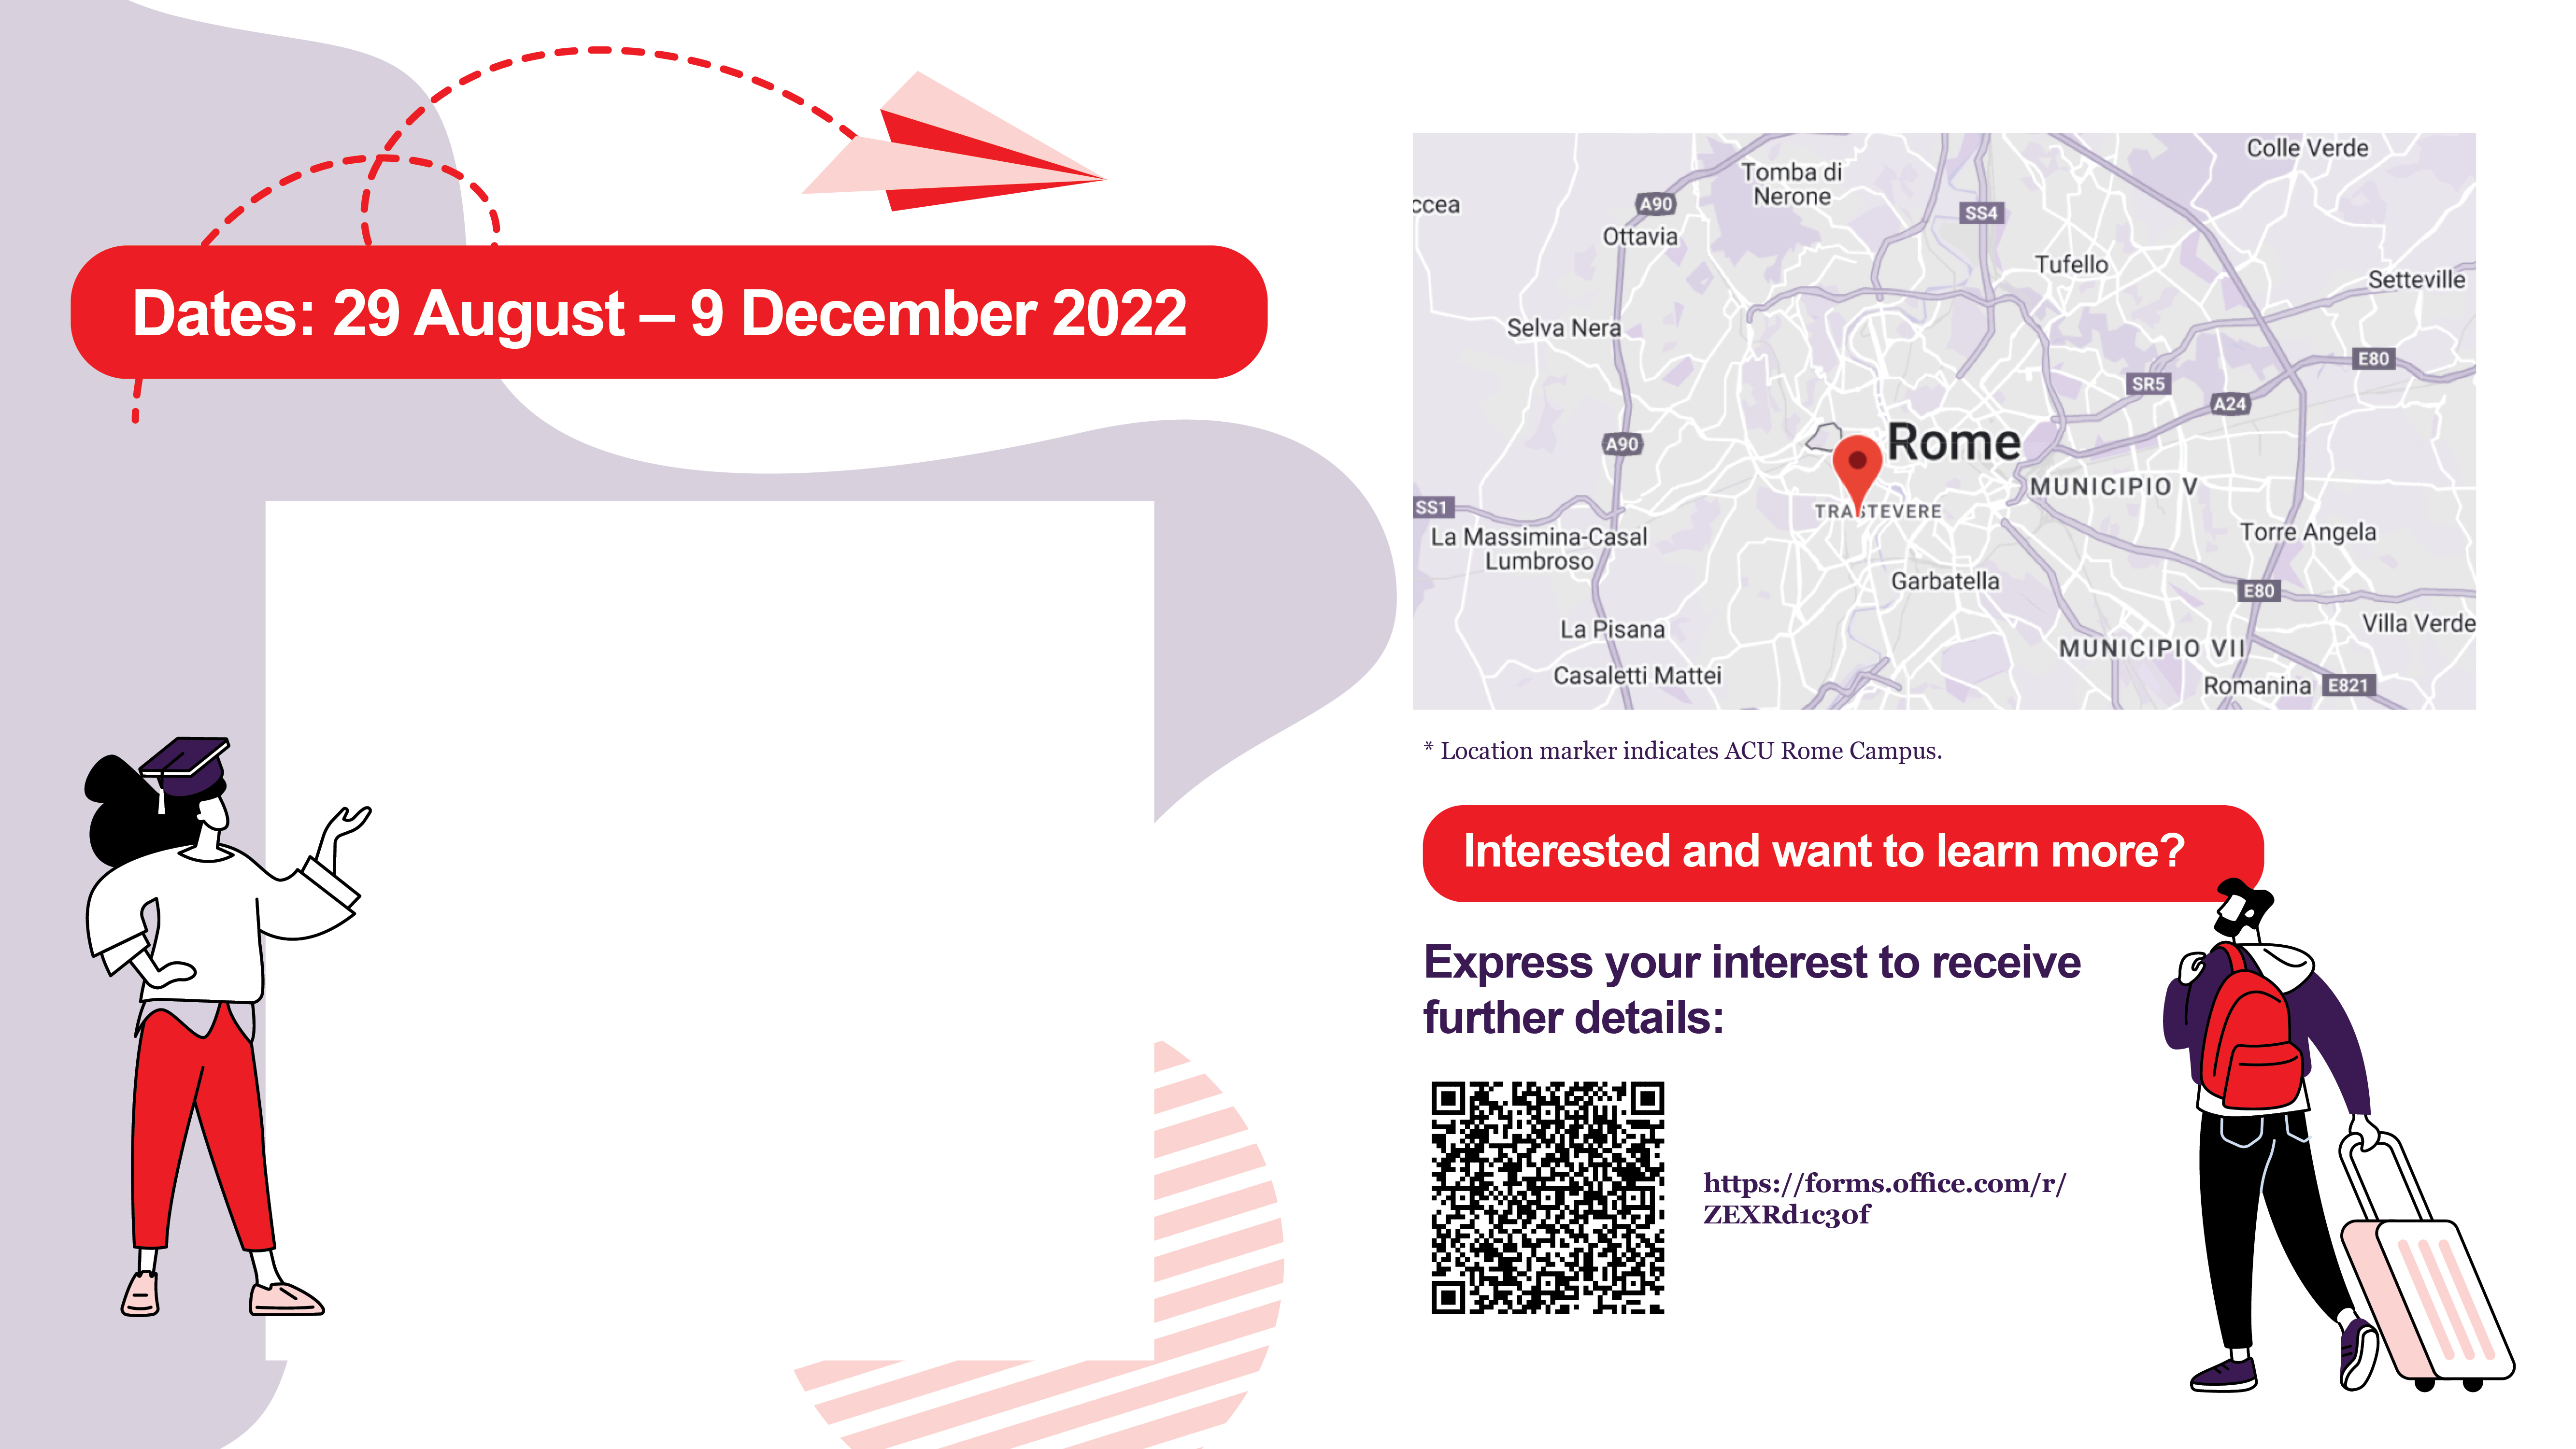 Dates: 29 August – 9 December 2022
Colle Verde
Tomba di
Nerone
ccea
A90
SS4
Ottavia
Tufello
Setteville
Selva Nera
E80
SR5
A24
A90
Rome
MUNICIPIO V
SS1
TRASTEVERE
La Massimina-Casal
Lumbroso
Torre Angela
Garbatella
E80
La Pisana
Villa Verde
MUNICIPIO VII
Casaletti Mattei
Romanina
E821
* Location marker indicates ACU Rome Campus.
Interested and want to learn more?
Express your interest to receive
further details:
https://forms.office.com/r/
ZEXRd1c3of